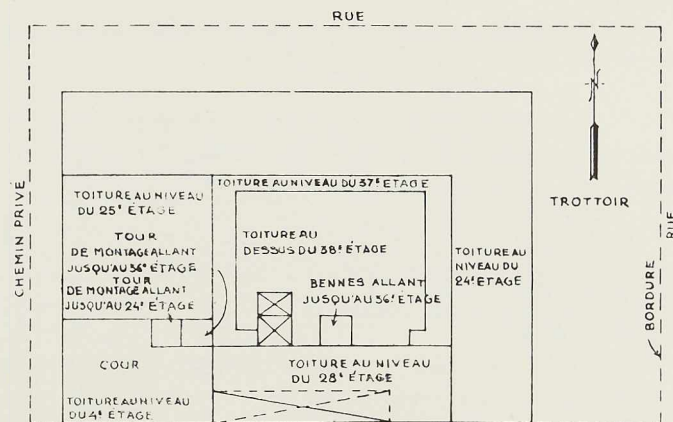 RUE
CHEMIN PRIVÉ
TROTTOIR
RUE
BORDURE
TOITURE AU NIVEAU
DU 25ᵉ ÉTAGE
TOUR
DE MONTAGE ALLANT
JUSQU'AU 36ᵉ ÉTAGE
TOUR
DE MONTAGE ALLANT
JUSQU'AU 24ᵉ ÉTAGE
TOITURE AU NIVEAU DU 37ᵉ ETAGE
TOITURE AU
DESSUS DU 38ᵉ ÉTAGE
BENNES ALLANT
JUSQU'AU 36ᵉ ÉTAGE
TOITURE AU
NIVEAU DU
24ᵉ ETAGE
COUR
TOITURE AU NIVEAU
DU 28ᵉ ÉTAGE
TOITURE AU NIVEAU
DU 4ᵉ ETAGE